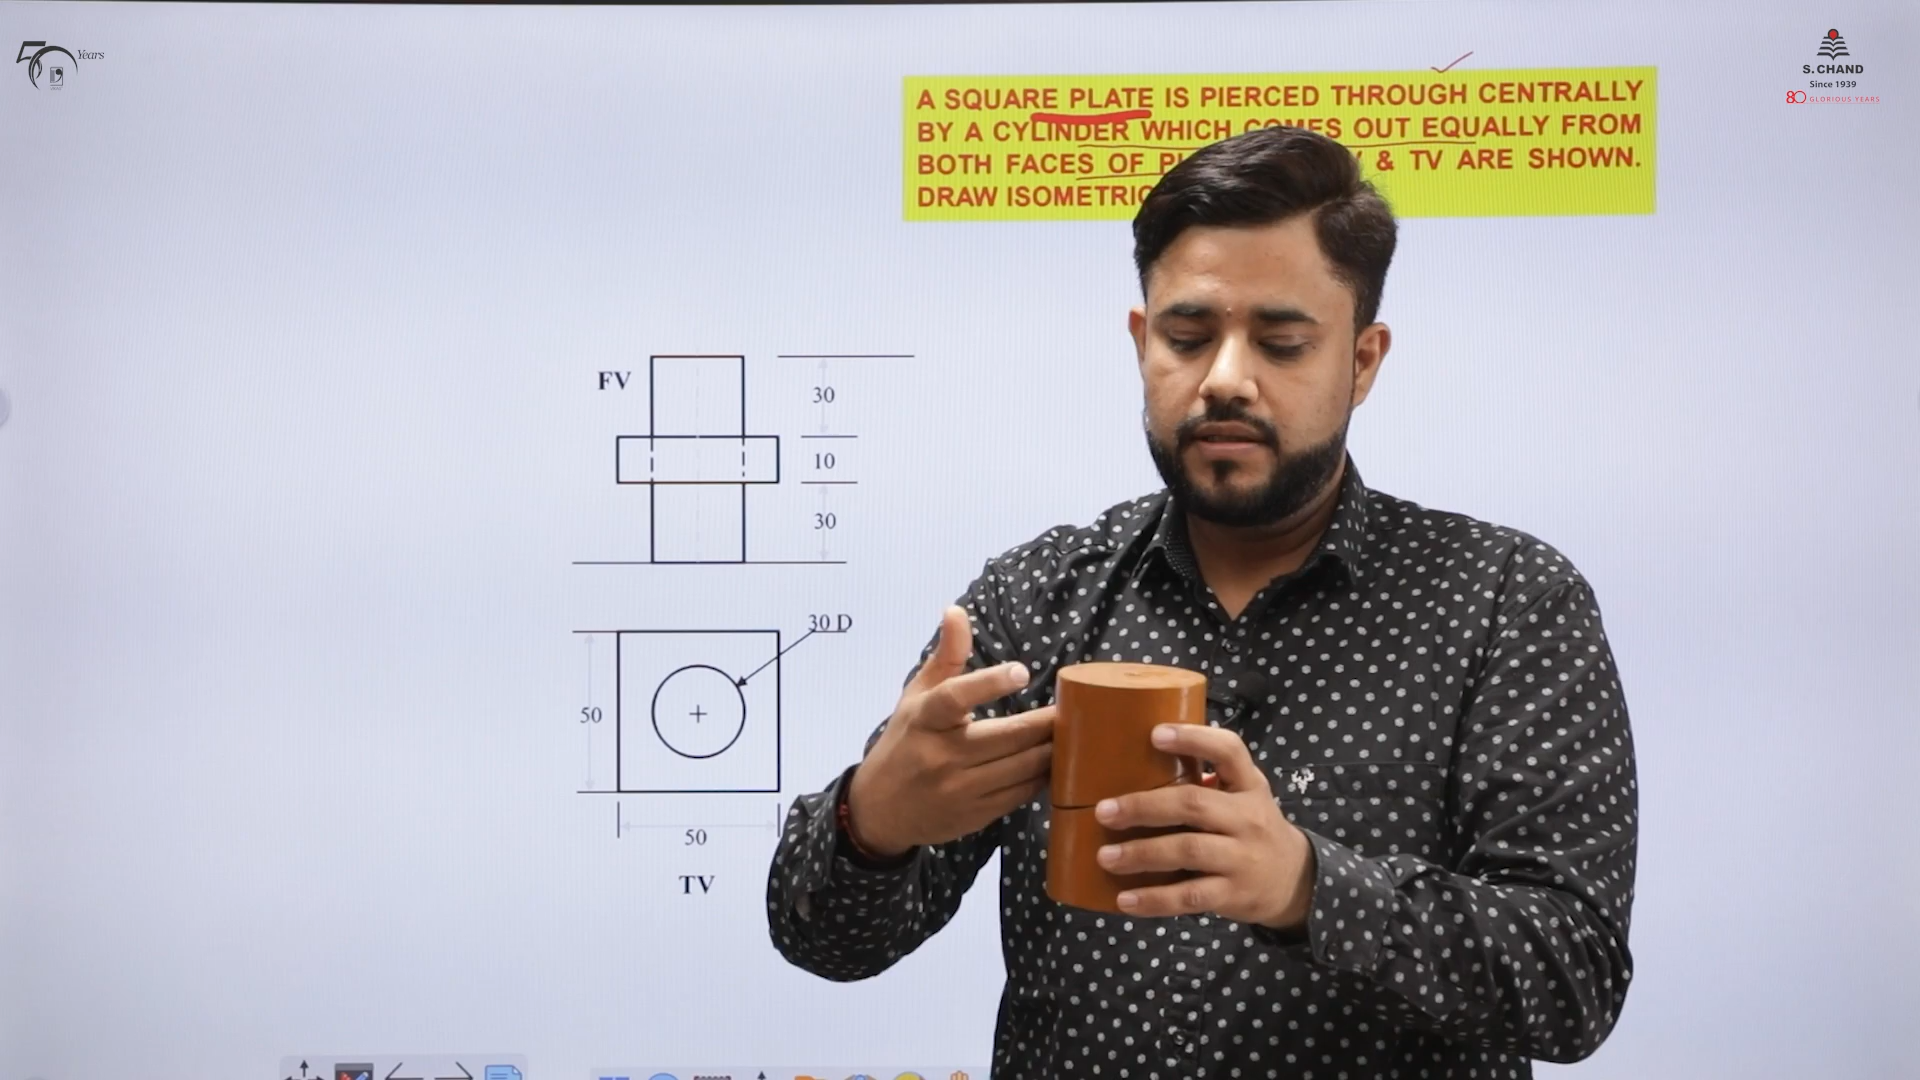 50 Years
S. CHAND
Since 1939
80 GLORIOUS YEARS
A SQUARE PLATE IS PIERCED THROUGH CENTRALLY
BY A CYLINDER WHICH COMES OUT EQUALLY FROM
BOTH FACES OF & TV ARE SHOWN.
DRAW ISOMETRIC
FV
30
10
30
30 D
50
50
TV